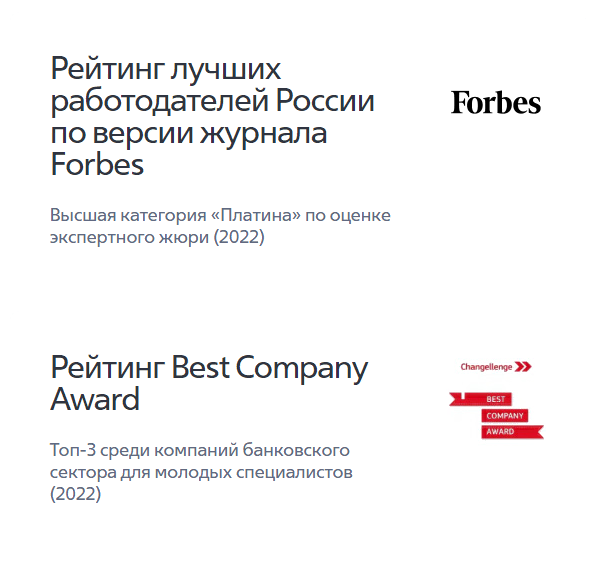 Рейтинг лучших
работодателей России
по версии журнала
Forbes
Forbes
Высшая категория «Платина» по оценке
экспертного жюри (2022)
Рейтинг Best Company
Award
Changellenge
BEST
COMPANY
AWARD
Топ-3 среди компаний банковского
сектора для молодых специалистов
(2022)